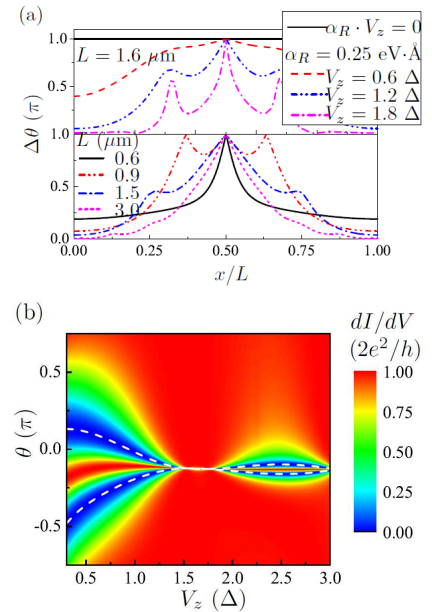 (a)
L = 1.6 μm
α_R · V_z = 0
α_R = 0.25 eV·Å
V_z = 0.6 Δ
V_z = 1.2 Δ
V_z = 1.8 Δ
1.0
0.5
0.0
Δθ (π)
L (μm)
0.6
0.9
1.5
3.0
1.0
0.5
0.0
0.00 0.25 0.50 0.75 1.00
x/L
(b)
dI/dV
(2e²/h)
1.00
0.75
0.50
0.25
0.00
θ (π)
0.5
0.0
-0.5
0.5 1.0 1.5 2.0 2.5 3.0
V_z (Δ)